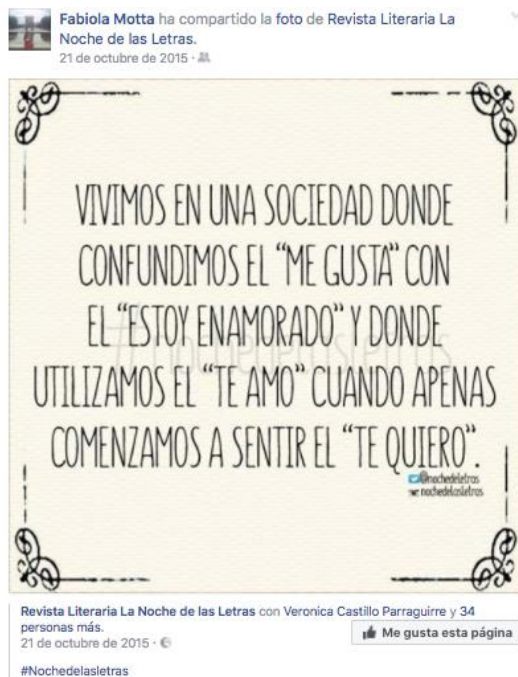 Fabiola Motta ha compartido la foto de Revista Literaria La
Noche de las Letras.
21 de octubre de 2015 ·
VIVIMOS EN UNA SOCIEDAD DONDE
CONFUNDIMOS EL “ME GUSTA” CON
EL “ESTOY ENAMORADO” Y DONDE
UTILIZAMOS EL “TE AMO” CUANDO APENAS
COMENZAMOS A SENTIR EL “TE QUIERO”.
@nochedeletras
nochedelasletras
Revista Literaria La Noche de las Letras con Veronica Castillo Parraguirre y 34
personas más.
21 de octubre de 2015 ·
Me gusta esta página
#Nochedelasletras